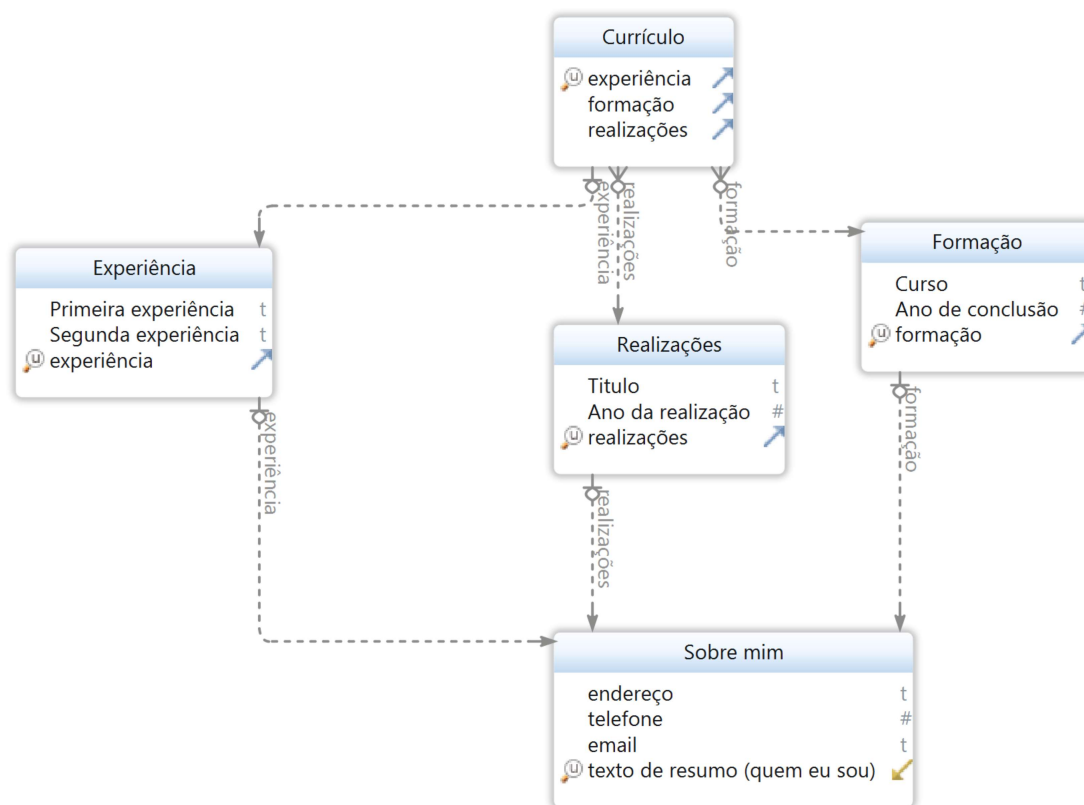 Currículo
experiência
formação
realizações
experiência
realizações
formação
Experiência
Primeira experiência t
Segunda experiência t
experiência
Formação
Curso t
Ano de conclusão #
formação
Realizações
Titulo t
Ano da realização #
realizações
experiência
realizações
formação
Sobre mim
endereço t
telefone #
email t
texto de resumo (quem eu sou)